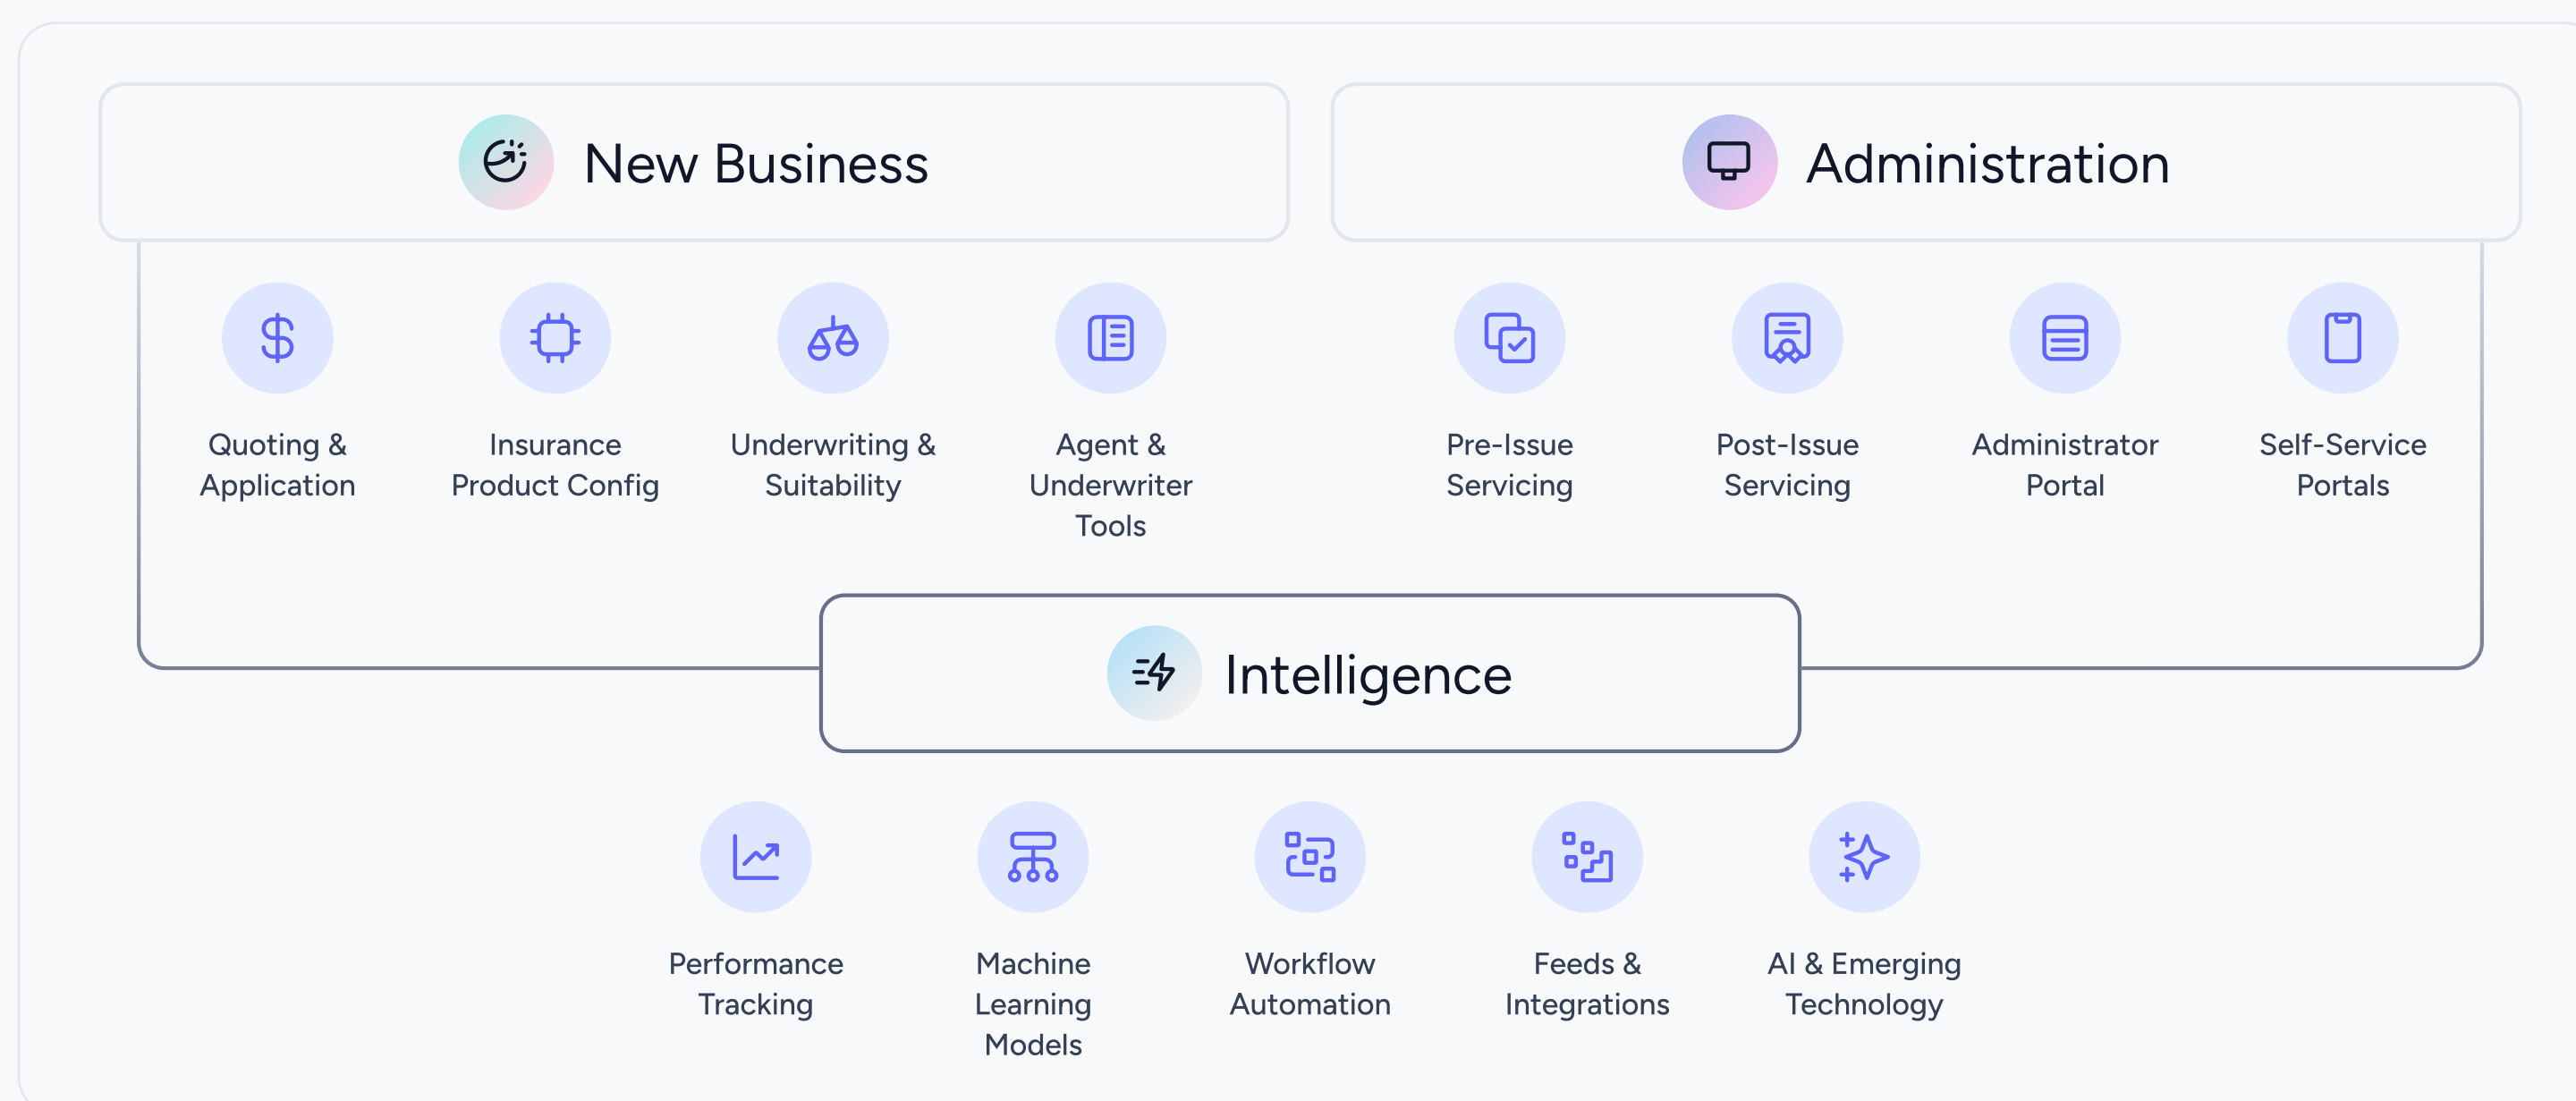 New Business
Administration
Quoting &
Application
Insurance
Product Config
Underwriting &
Suitability
Agent &
Underwriter
Tools
Pre-Issue
Servicing
Post-Issue
Servicing
Administrator
Portal
Self-Service
Portals
Intelligence
Performance
Tracking
Machine
Learning
Models
Workflow
Automation
Feeds &
Integrations
AI & Emerging
Technology